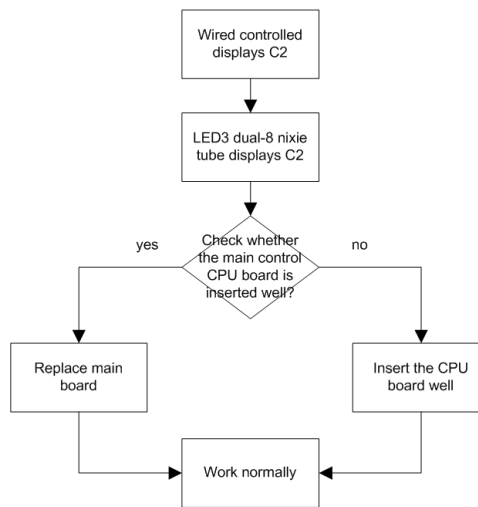 Wired controlled
displays C2
LED3 dual-8 nixie
tube displays C2
yes
Check whether
the main control
CPU board is
inserted well?
no
Replace main
board
Insert the CPU
board well
Work normally